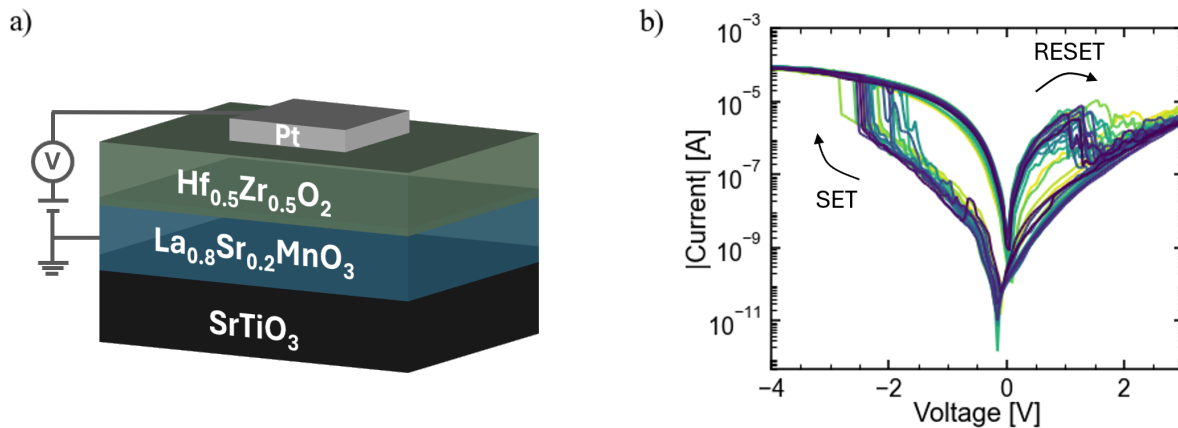 a)
V
Pt
Hf₀.₅Zr₀.₅O₂
La₀.₈Sr₀.₂MnO₃
SrTiO₃
b)
|Current| [A]
10⁻³
10⁻⁵
10⁻⁷
10⁻⁹
10⁻¹¹
RESET
SET
−4
−2
0
2
Voltage [V]